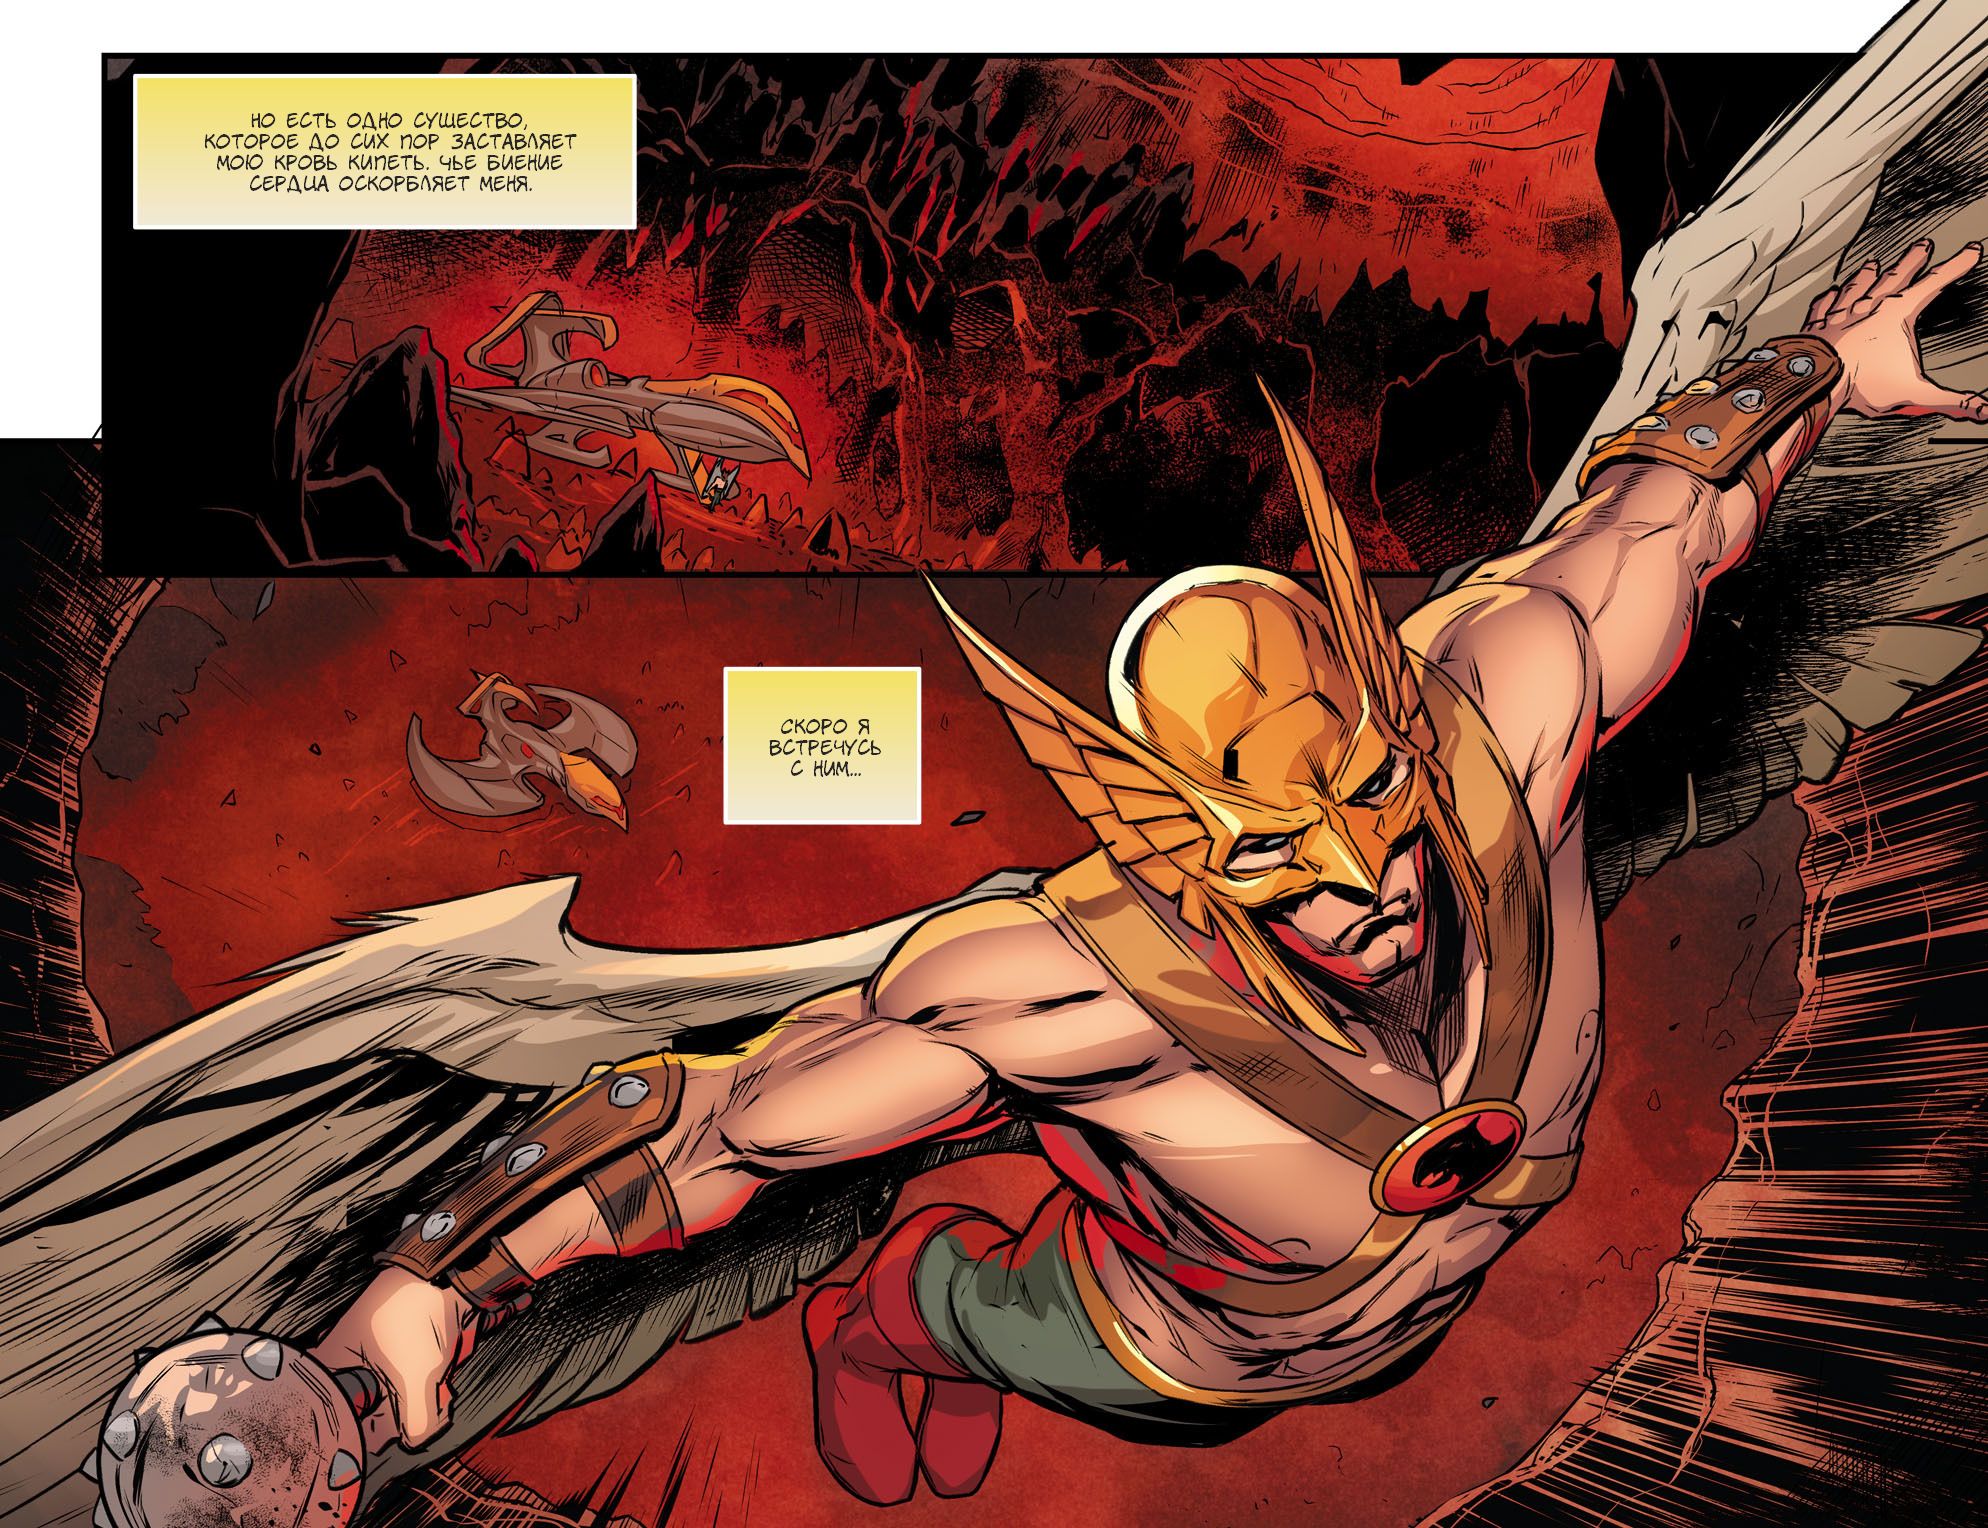 НО ЕСТЬ ОДНО СУЩЕСТВО,
КОТОРОЕ ДО СИХ ПОР ЗАСТАВЛЯЕТ
МОЮ КРОВЬ КИПЕТЬ. ЧЬЕ БИЕНИЕ
СЕРДЦА ОСКОРБЛЯЕТ МЕНЯ.
СКОРО Я
ВСТРЕЧУСЬ
С НИМ...